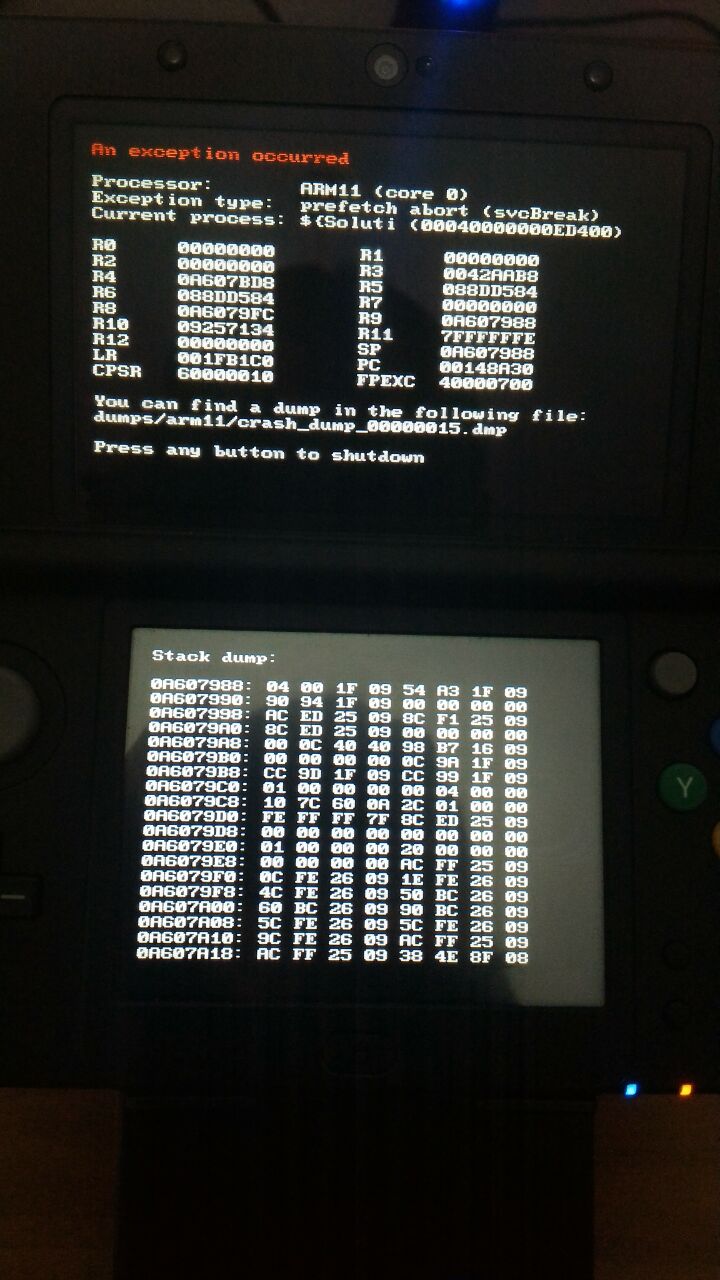 An exception occurred
Processor: ARM11 (core 0)
Exception type: prefetch abort (svcBreak)
Current process: ${Soluti (00040000000ED400)
R0 00000000 R1 00000000
R2 00000000 R3 0042AAB8
R4 0A607BD8 R5 088DD584
R6 088DD584 R7 00000000
R8 0A6079FC R9 0A607988
R10 09257134 R11 7FFFFFFE
R12 00000000 SP 0A607988
LR 001FB1C0 PC 00148A30
CPSR 60000010 FPEXC 40000700
You can find a dump in the following file:
dumps/arm11/crash_dump_00000015.dmp
Press any button to shutdown
Stack dump:
0A607988: 04 00 1F 09 54 A3 1F 09
0A607990: 90 94 1F 09 00 00 00 00
0A607998: AC ED 25 09 8C F1 25 09
0A6079A0: 8C ED 25 09 00 00 00 00
0A6079A8: 00 0C 40 40 98 B7 16 09
0A6079B0: 00 00 00 00 0C 9A 1F 09
0A6079B8: CC 9D 1F 09 CC 99 1F 09
0A6079C0: 01 00 00 00 00 04 00 00
0A6079C8: 10 7C 60 0A 2C 01 00 00
0A6079D0: FE FF FF 7F 8C ED 25 09
0A6079D8: 00 00 00 00 00 00 00 00
0A6079E0: 01 00 00 00 20 00 00 00
0A6079E8: 00 00 00 00 AC FF 25 09
0A6079F0: 0C FE 26 09 1E FE 26 09
0A6079F8: 4C FE 26 09 50 BC 26 09
0A607A00: 60 BC 26 09 90 BC 26 09
0A607A08: 5C FE 26 09 5C FE 26 09
0A607A10: 9C FE 26 09 AC FF 25 09
0A607A18: AC FF 25 09 38 4E 8F 08
Y